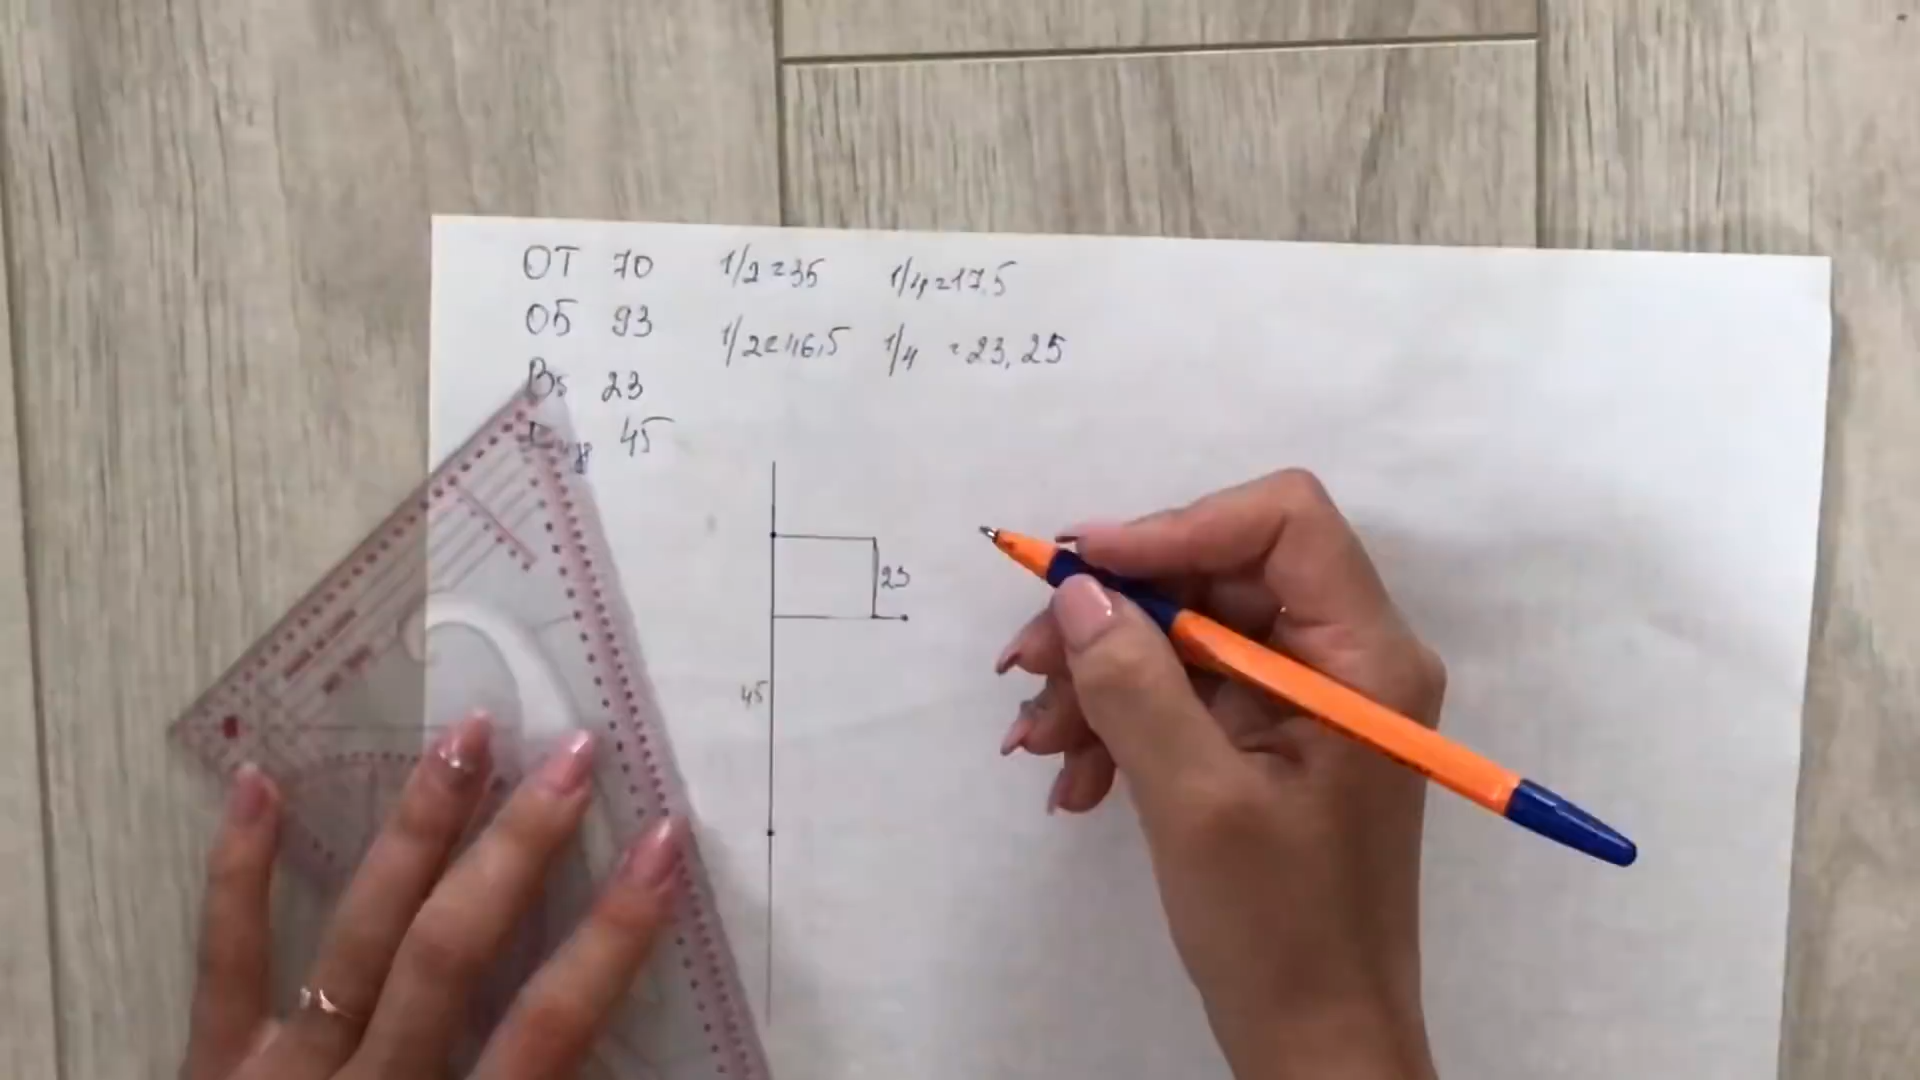 ОТ 70 1/2=35 1/4=17,5
ОБ 93 1/2=46,5 1/4 =23,25
Вб 23
45
23
45